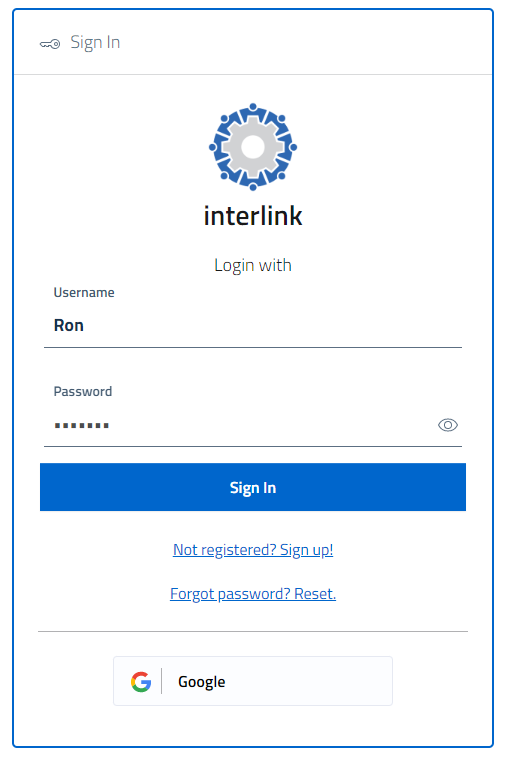 Sign In
interlink
Login with
Username
Ron
Password
•••••••
Sign In
Not registered? Sign up!
Forgot password? Reset.
Google